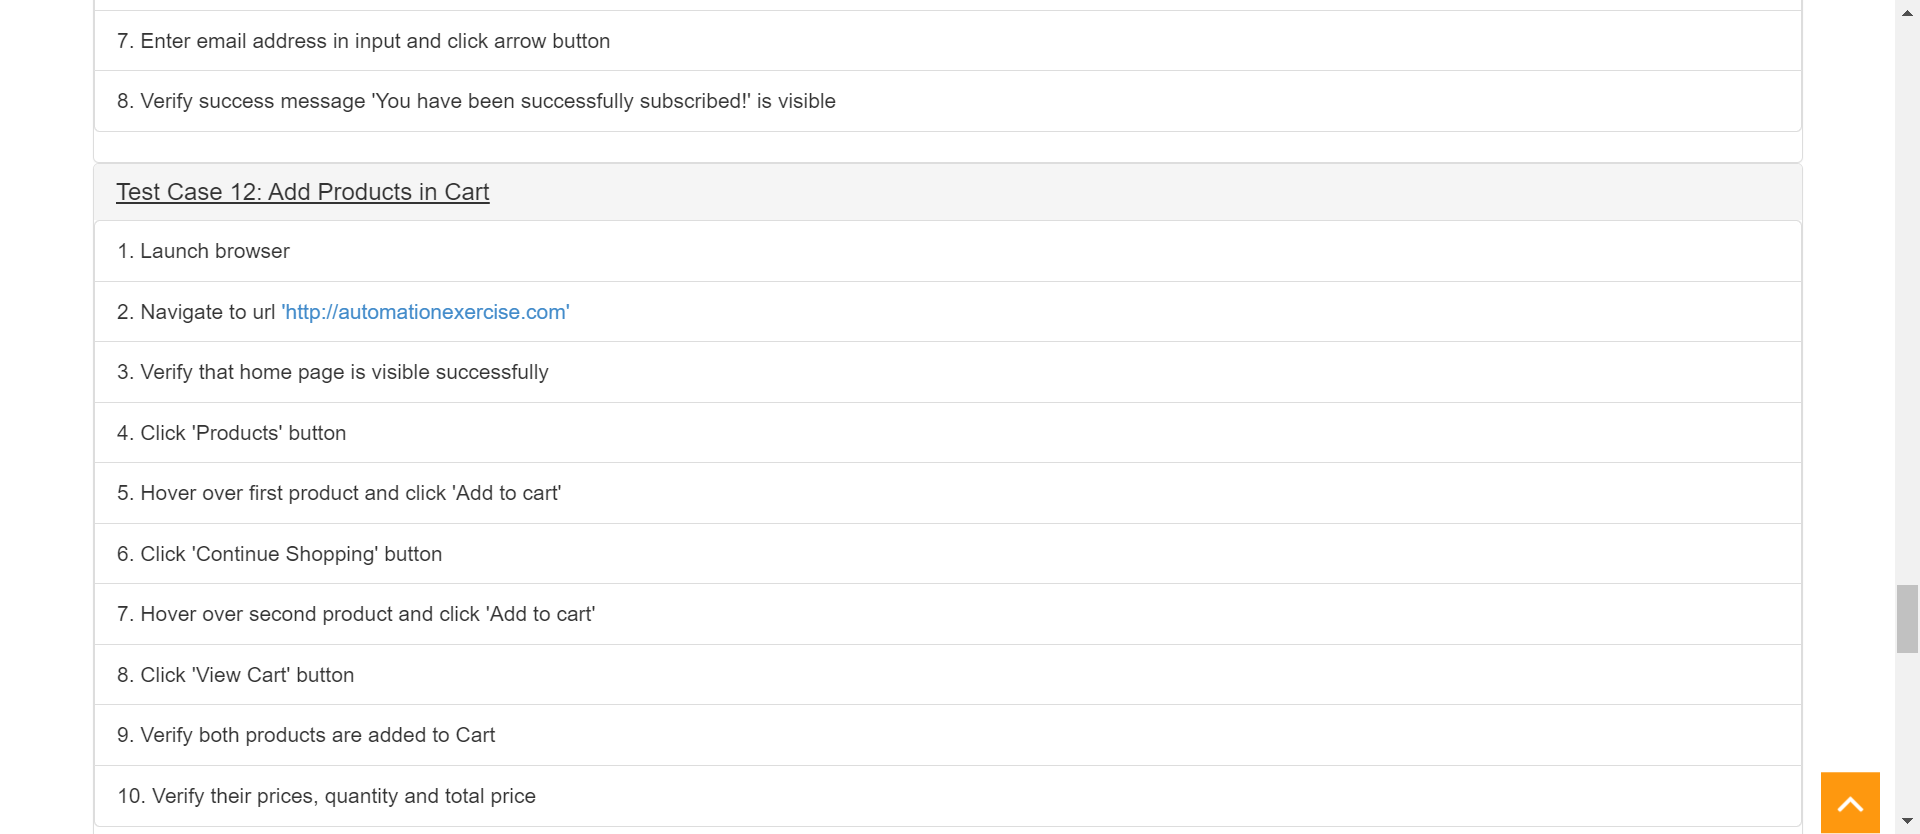 7. Enter email address in input and click arrow button
8. Verify success message 'You have been successfully subscribed!' is visible
Test Case 12: Add Products in Cart
1. Launch browser
2. Navigate to url 'http://automationexercise.com'
3. Verify that home page is visible successfully
4. Click 'Products' button
5. Hover over first product and click 'Add to cart'
6. Click 'Continue Shopping' button
7. Hover over second product and click 'Add to cart'
8. Click 'View Cart' button
9. Verify both products are added to Cart
10. Verify their prices, quantity and total price